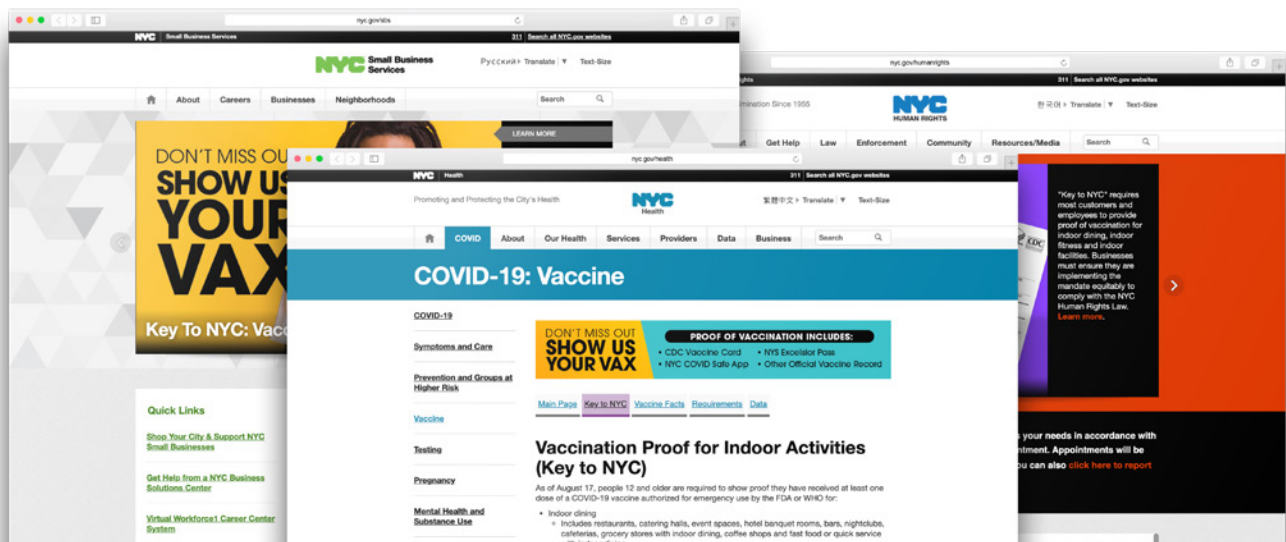 nyc.gov/sbs
NYC Small Business Services
311 Search all NYC.gov websites
NYC Small Business
Services
Русский Translate ▼ Text-Size
About Careers Businesses Neighborhoods
Search
LEARN MORE
DON'T MISS OU
SHOW US
YOUR
VAX
Key To NYC: Vacc
Quick Links
Shop Your City & Support NYC
Small Businesses
Get Help from a NYC Business
Solutions Center
Virtual Workforce1 Career Center
System
nyc.gov/health
NYC Health
311 Search all NYC.gov websites
Promoting and Protecting the City's Health
NYC
Health
繁體中文 Translate ▼ Text-Size
COVID About Our Health Services Providers Data Business
Search
COVID-19: Vaccine
COVID-19
Symptoms and Care
Prevention and Groups at
Higher Risk
Vaccine
Testing
Pregnancy
Mental Health and
Substance Use
DON'T MISS OUT
SHOW US
YOUR VAX
PROOF OF VACCINATION INCLUDES:
• CDC Vaccine Card • NYS Excelsior Pass
• NYC COVID Safe App • Other Official Vaccine Record
Main Page Key to NYC Vaccine Facts Requirements Data
Vaccination Proof for Indoor Activities
(Key to NYC)
As of August 17, people 12 and older are required to show proof they have received at least one
dose of a COVID-19 vaccine authorized for emergency use by the FDA or WHO for:
• Indoor dining
Includes restaurants, catering halls, event spaces, hotel banquet rooms, bars, nightclubs,
cafeterias, grocery stores with indoor dining, coffee shops and fast food or quick service
nyc.gov/humanrights
ights
311 Search all NYC.gov websites
mination Since 1955
NYC
HUMAN RIGHTS
한국어 Translate ▼ Text-Size
ut Get Help Law Enforcement Community Resources/Media
Search
CDC
"Key to NYC" requires
most customers and
employees to provide
proof of vaccination for
indoor dining, indoor
fitness and indoor
facilities. Businesses
must ensure they are
implementing the
mandate equitably to
comply with the NYC
Human Rights Law.
Learn more.
s your needs in accordance with
ntment. Appointments will be
ou can also click here to report